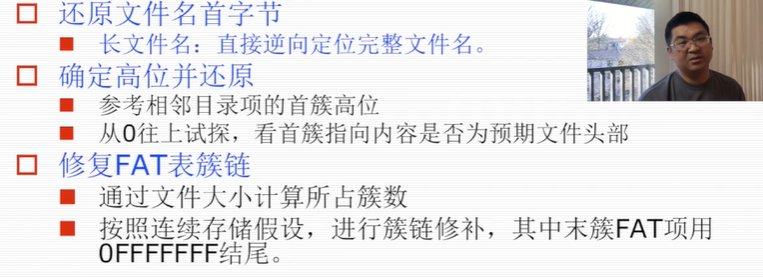 还原文件名首字节
长文件名：直接逆向定位完整文件名。
确定高位并还原
参考相邻目录项的首簇高位
从0往上试探，看首簇指向内容是否为预期文件头部
修复FAT表簇链
通过文件大小计算所占簇数
按照连续存储假设，进行簇链修补，其中末簇FAT项用
0FFFFFFF结尾。